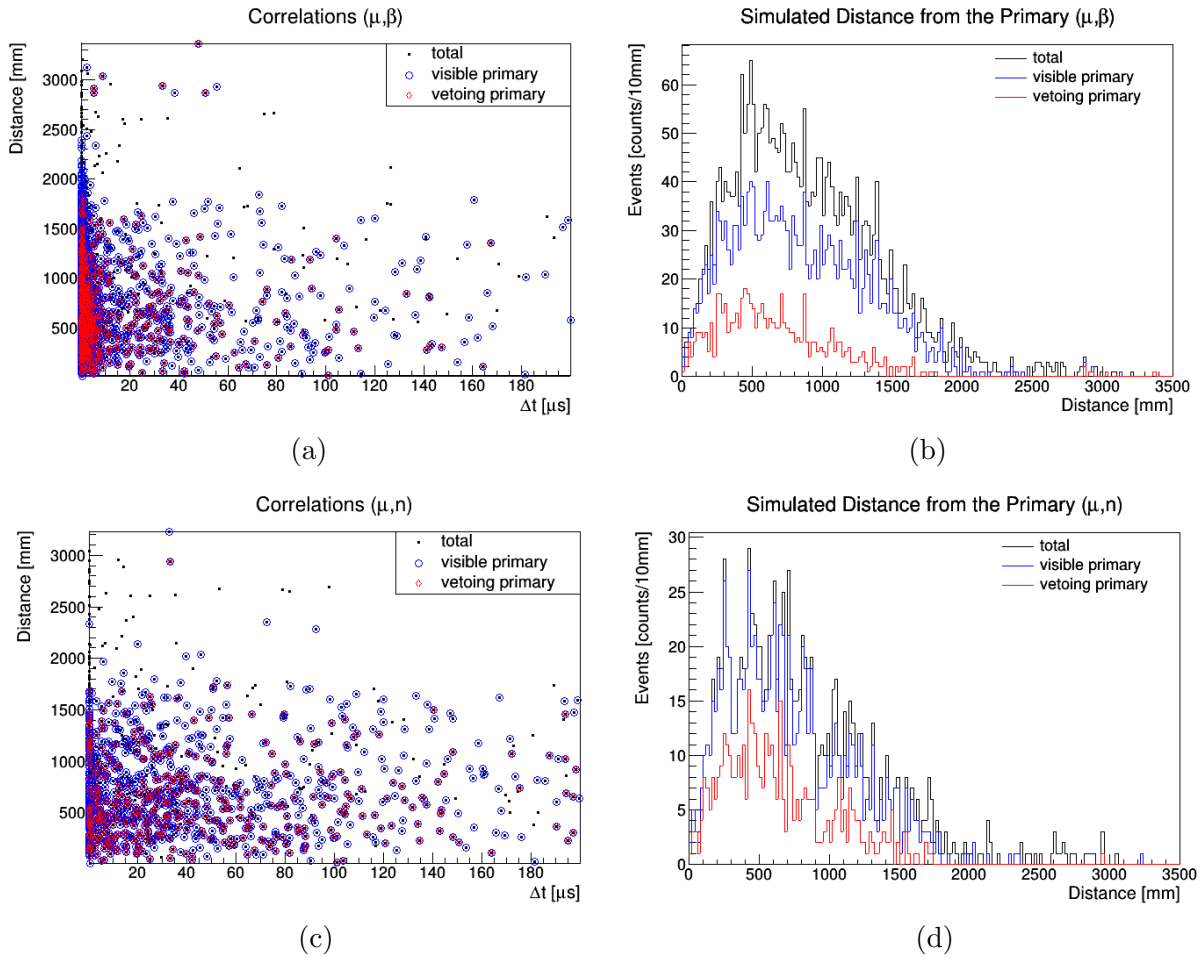 Correlations (μ,β)
Distance [mm]
total
visible primary
vetoing primary
3000
2500
2000
1500
1000
500
20 40 60 80 100 120 140 160 180
Δt [μs]
(a)
Simulated Distance from the Primary (μ,β)
Events [counts/10mm]
total
visible primary
vetoing primary
60
50
40
30
20
10
0
0 500 1000 1500 2000 2500 3000 3500
Distance [mm]
(b)
Correlations (μ,n)
Distance [mm]
total
visible primary
vetoing primary
3000
2500
2000
1500
1000
500
20 40 60 80 100 120 140 160 180
Δt [μs]
(c)
Simulated Distance from the Primary (μ,n)
Events [counts/10mm]
total
visible primary
vetoing primary
30
25
20
15
10
5
0
0 500 1000 1500 2000 2500 3000 3500
Distance [mm]
(d)